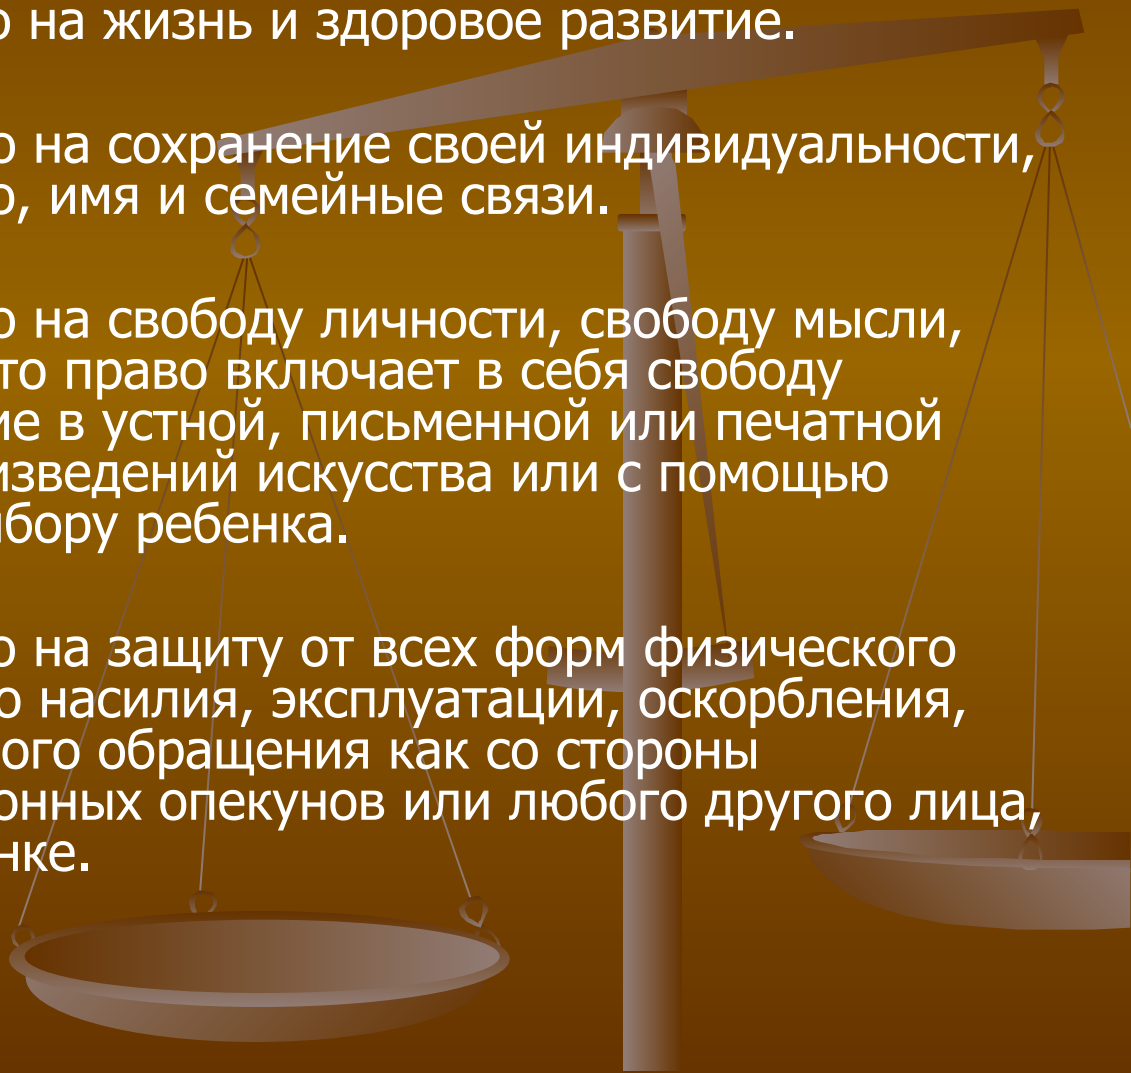 о на жизнь и здоровое развитие.
о на сохранение своей индивидуальности,
о, имя и семейные связи.
о на свободу личности, свободу мысли,
то право включает в себя свободу
ие в устной, письменной или печатной
изведений искусства или с помощью
ыбору ребенка.
о на защиту от всех форм физического
о насилия, эксплуатации, оскорбления,
ого обращения как со стороны
онных опекунов или любого другого лица,
нке.